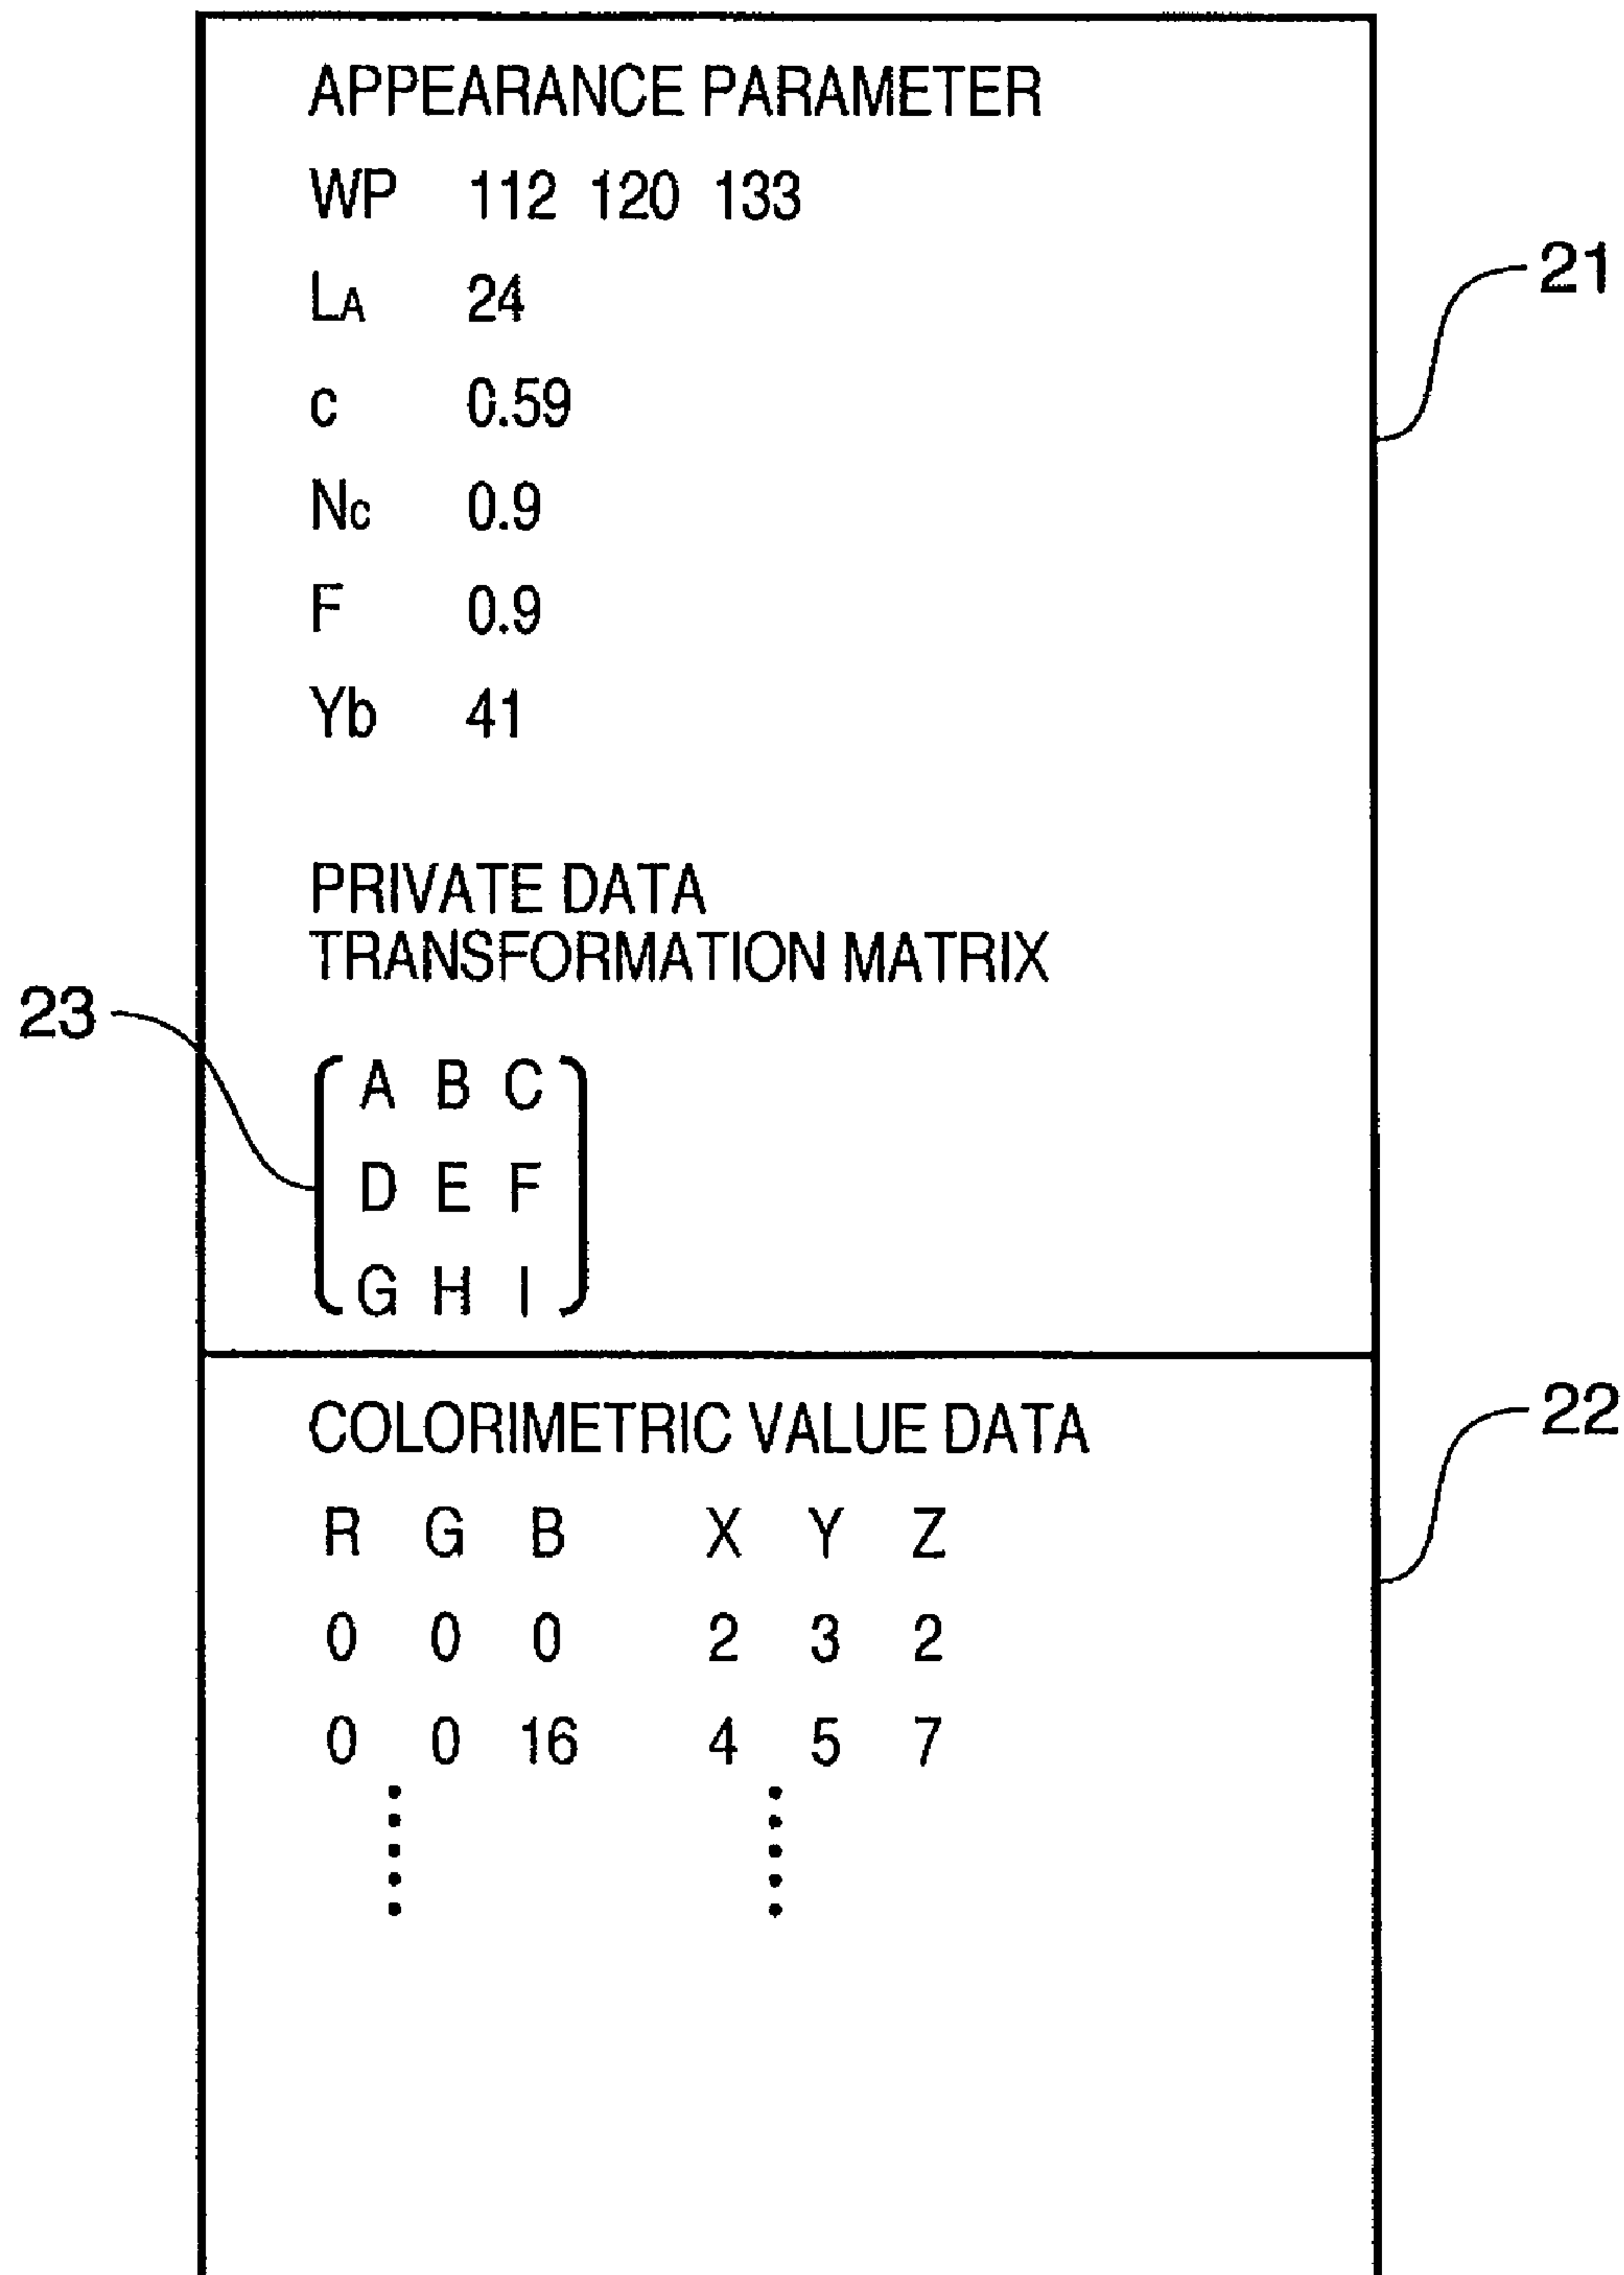 APPEARANCE PARAMETER
WP 112 120 133
LA 24
c 0.59
Nc 0.9
F 0.9
Yb 41
21
PRIVATE DATA
TRANSFORMATION MATRIX
23
A B C
D E F
G H I
COLORIMETRIC VALUE DATA
22
R G B X Y Z
0 0 0 2 3 2
0 0 16 4 5 7